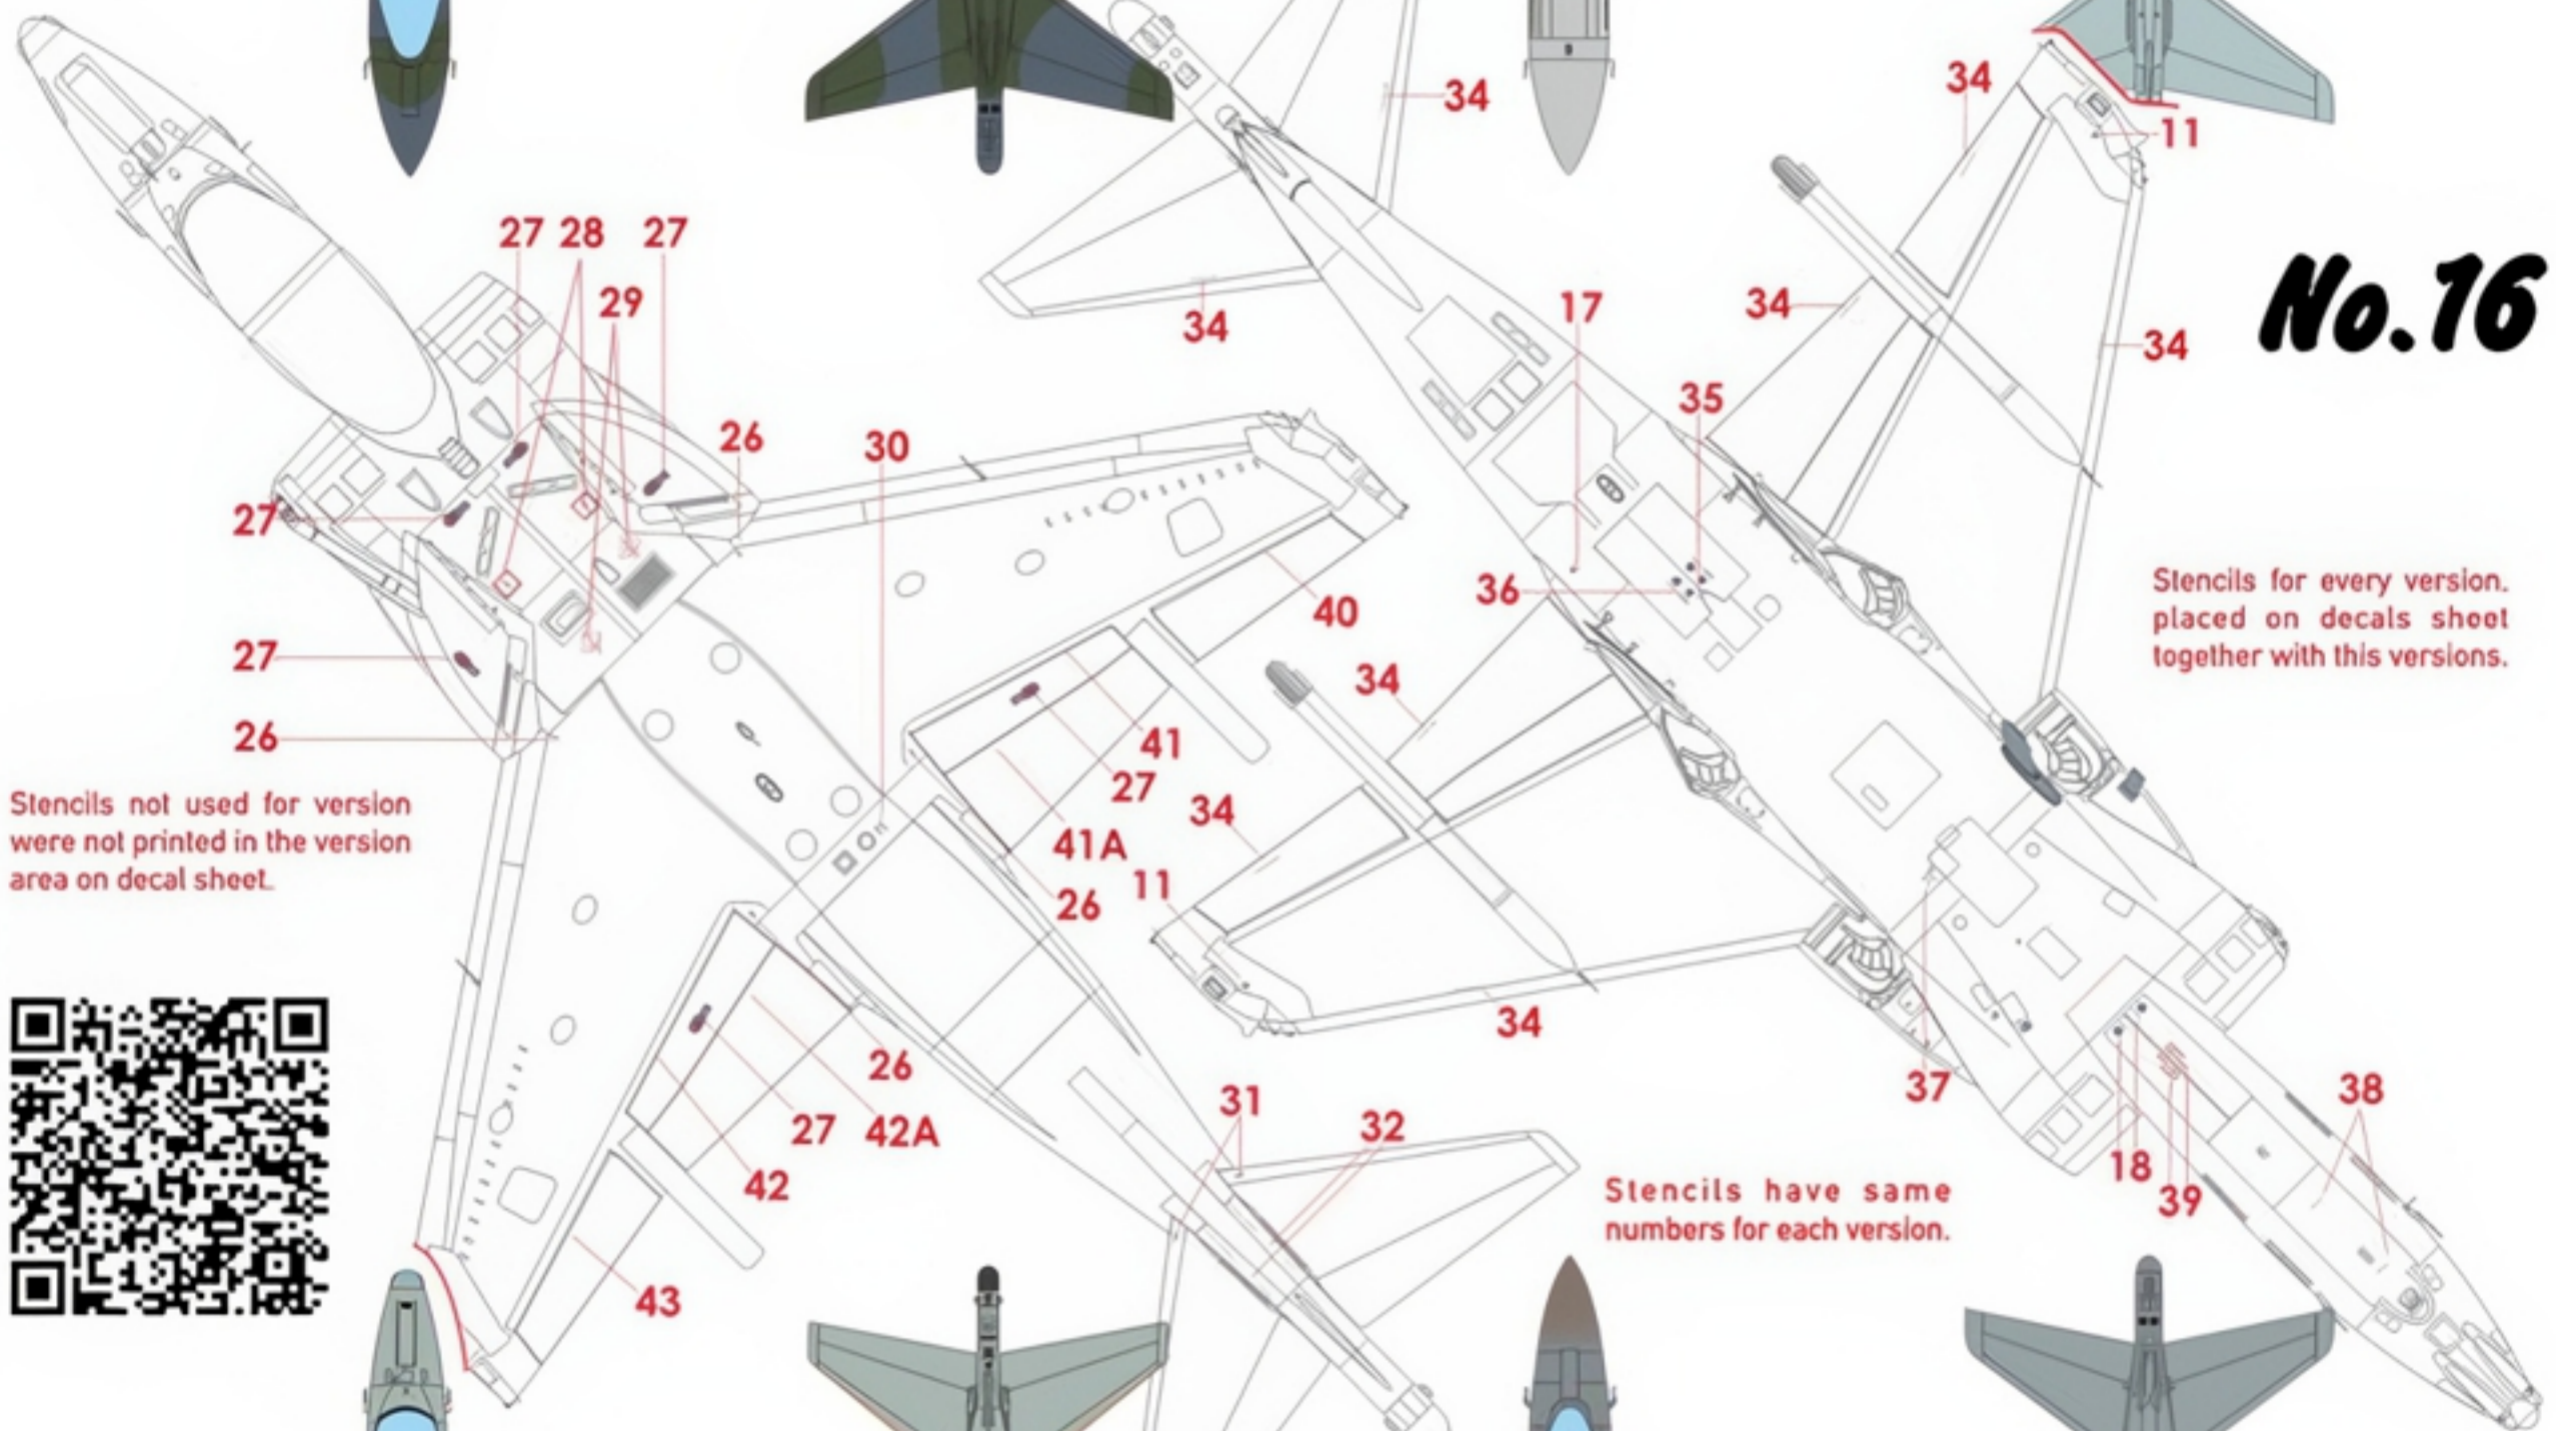 34
34
11
27 28 27
29
No.16
34
17
34
34
35
26
30
27
36
40
Stencils for every version.
placed on decals sheet
together with this versions.
27
34
26
41
27
34
Stencils not used for version
were not printed in the version
area on decal sheet.
41A
11
26
34
26
37
38
31
32
27
42A
18
42
39
Stencils have same
numbers for each version.
43